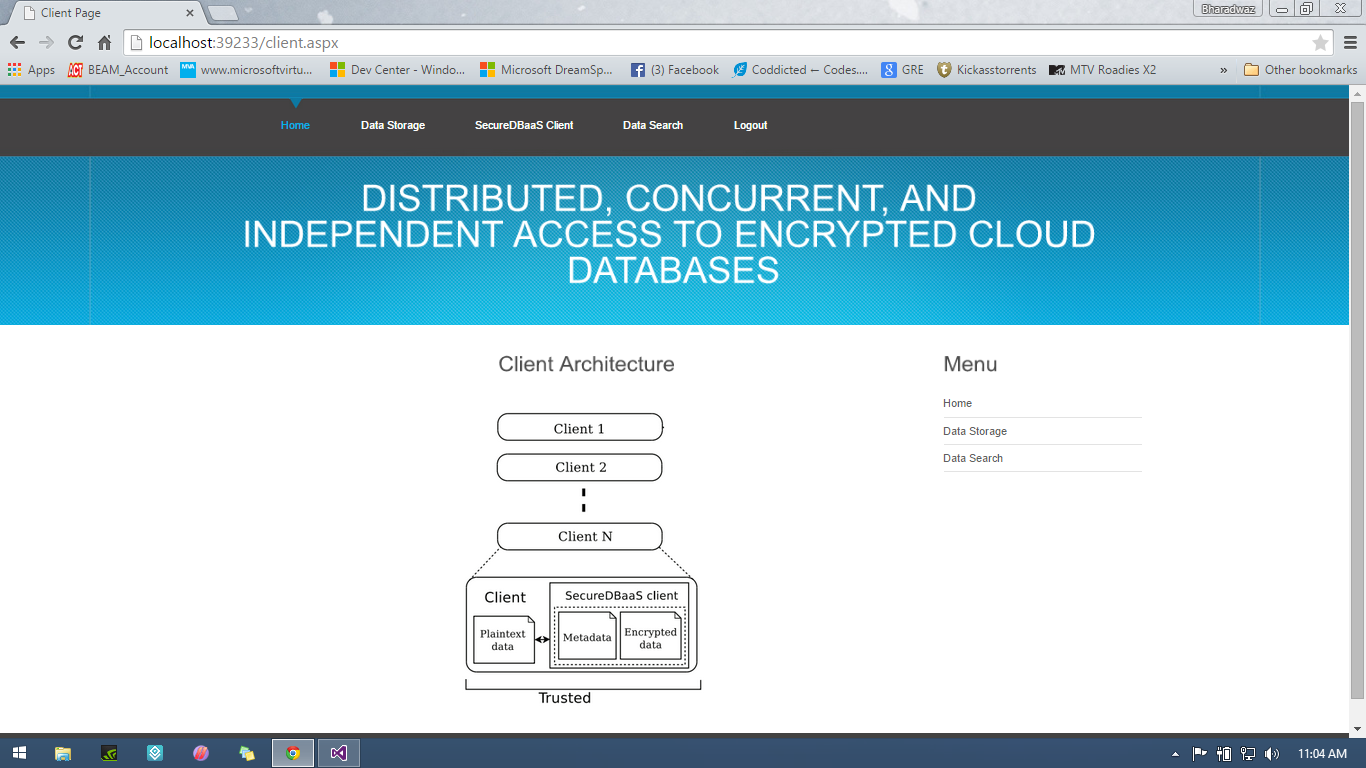 Client Page
Bharadwaz
localhost:39233/client.aspx
Apps BEAM_Account www.microsoftvirtu... Dev Center - Windo... Microsoft DreamSp... (3) Facebook Coddicted ← Codes.... GRE Kickasstorrents MTV Roadies X2 » Other bookmarks
Home Data Storage SecureDBaaS Client Data Search Logout
DISTRIBUTED, CONCURRENT, AND
INDEPENDENT ACCESS TO ENCRYPTED CLOUD
DATABASES
Client Architecture
Client 1
Client 2
Client N
Client
Plaintext
data
SecureDBaaS client
Metadata
Encrypted
data
Trusted
Menu
Home
Data Storage
Data Search
11:04 AM